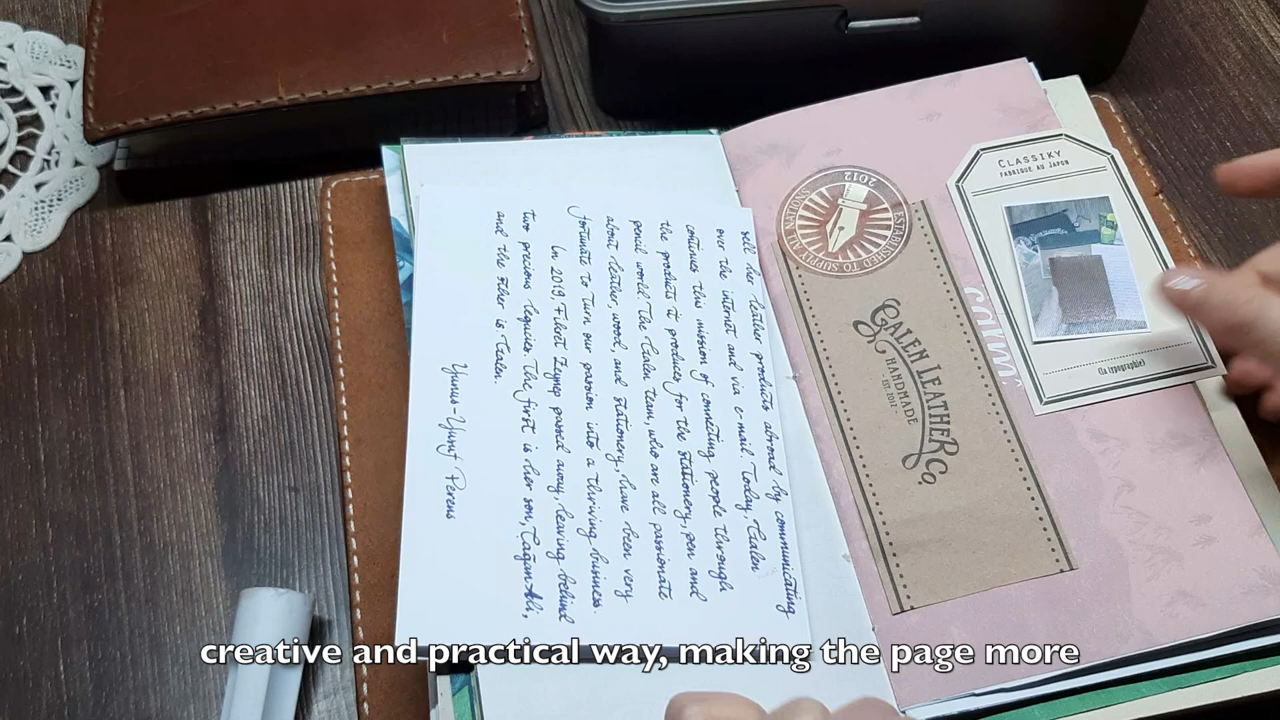 sell her leather products abroad by communicating
over the internet and via e-mail. Today, Galen
continues this mission of connecting people through
the products it produces for the stationery, pen and
pencil world. The Galen team, who are all passionate
about leather, wood, and stationery, have been very
fortunate to turn our passion into a thriving business.
In 2019, Zeynep passed away, leaving behind
two precious legacies. The first is her son, Çağan Ali,
and the other is Galen.
Yunus-Yusuf
2012
ESTABLISHED TO SUPPLY ALL NATIONS
GALEN LEATHER Co
HANDMADE
- EST. 2012 -
CLASSIKY
FABRIQUE AU JAPON
(la typographie)
creative and practical way, making the page more